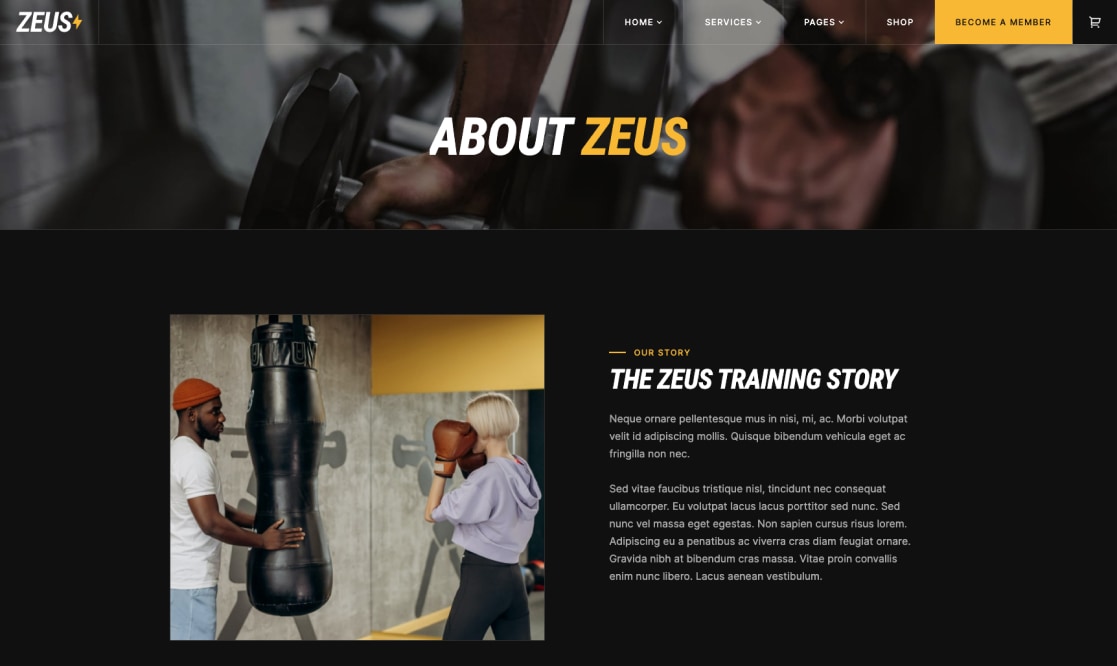 ZEUS
HOME
SERVICES
PAGES
SHOP
BECOME A MEMBER
ABOUT ZEUS
OUR STORY
THE ZEUS TRAINING STORY
Neque ornare pellentesque mus in nisi, mi, ac. Morbi volutpat
velit id adipiscing mollis. Quisque bibendum vehicula eget ac
fringilla non nec.
Sed vitae faucibus tristique nisl, tincidunt nec consequat
ullamcorper. Eu volutpat lacus lacus porttitor sed nunc. Sed
nunc vel massa eget egestas. Non sapien cursus risus lorem.
Adipiscing eu a penatibus ac viverra cras diam feugiat ornare.
Gravida nibh at bibendum cras massa. Vitae proin convallis
enim nunc libero. Lacus aenean vestibulum.